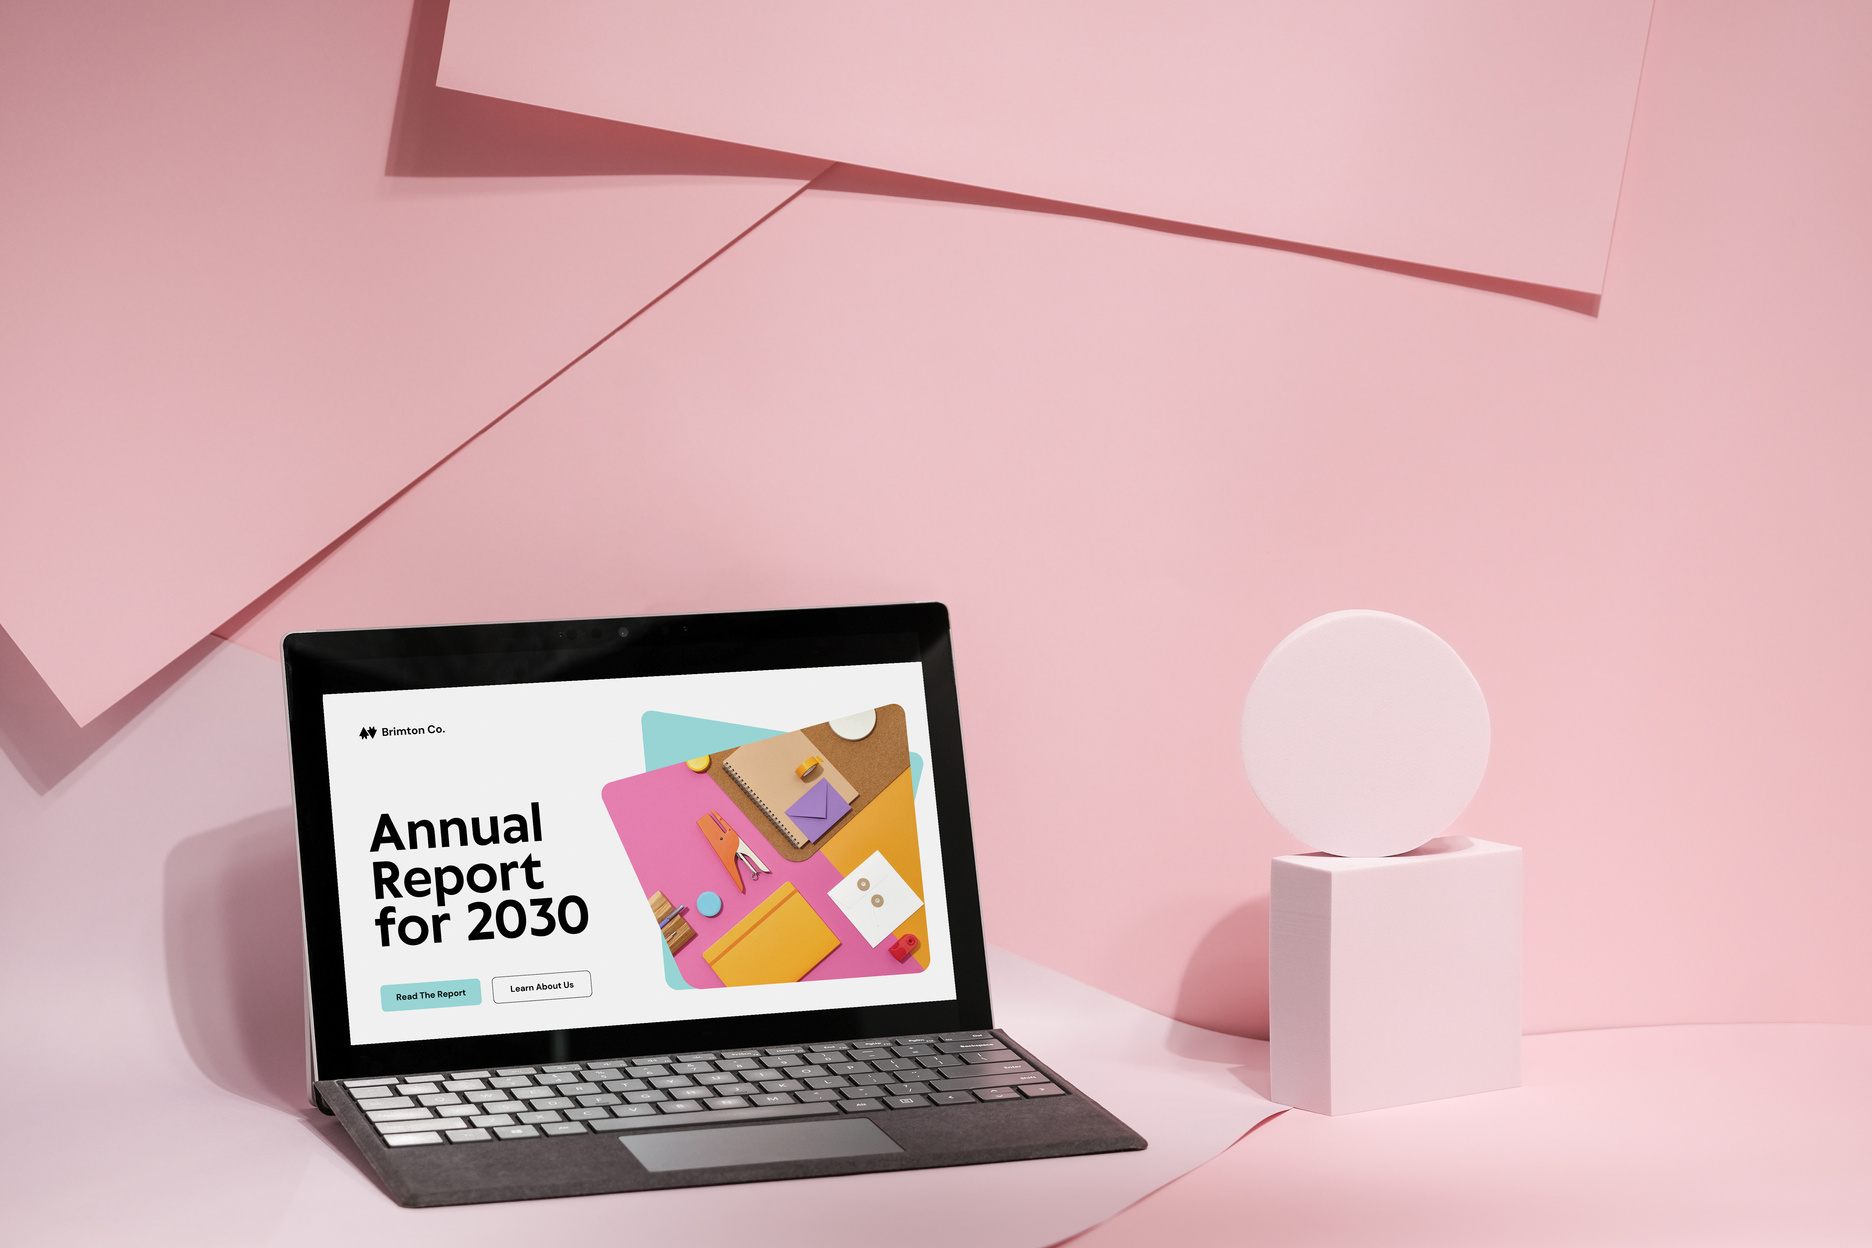 Brimton Co.
Annual
Report
for 2030
Read The Report
Learn About Us